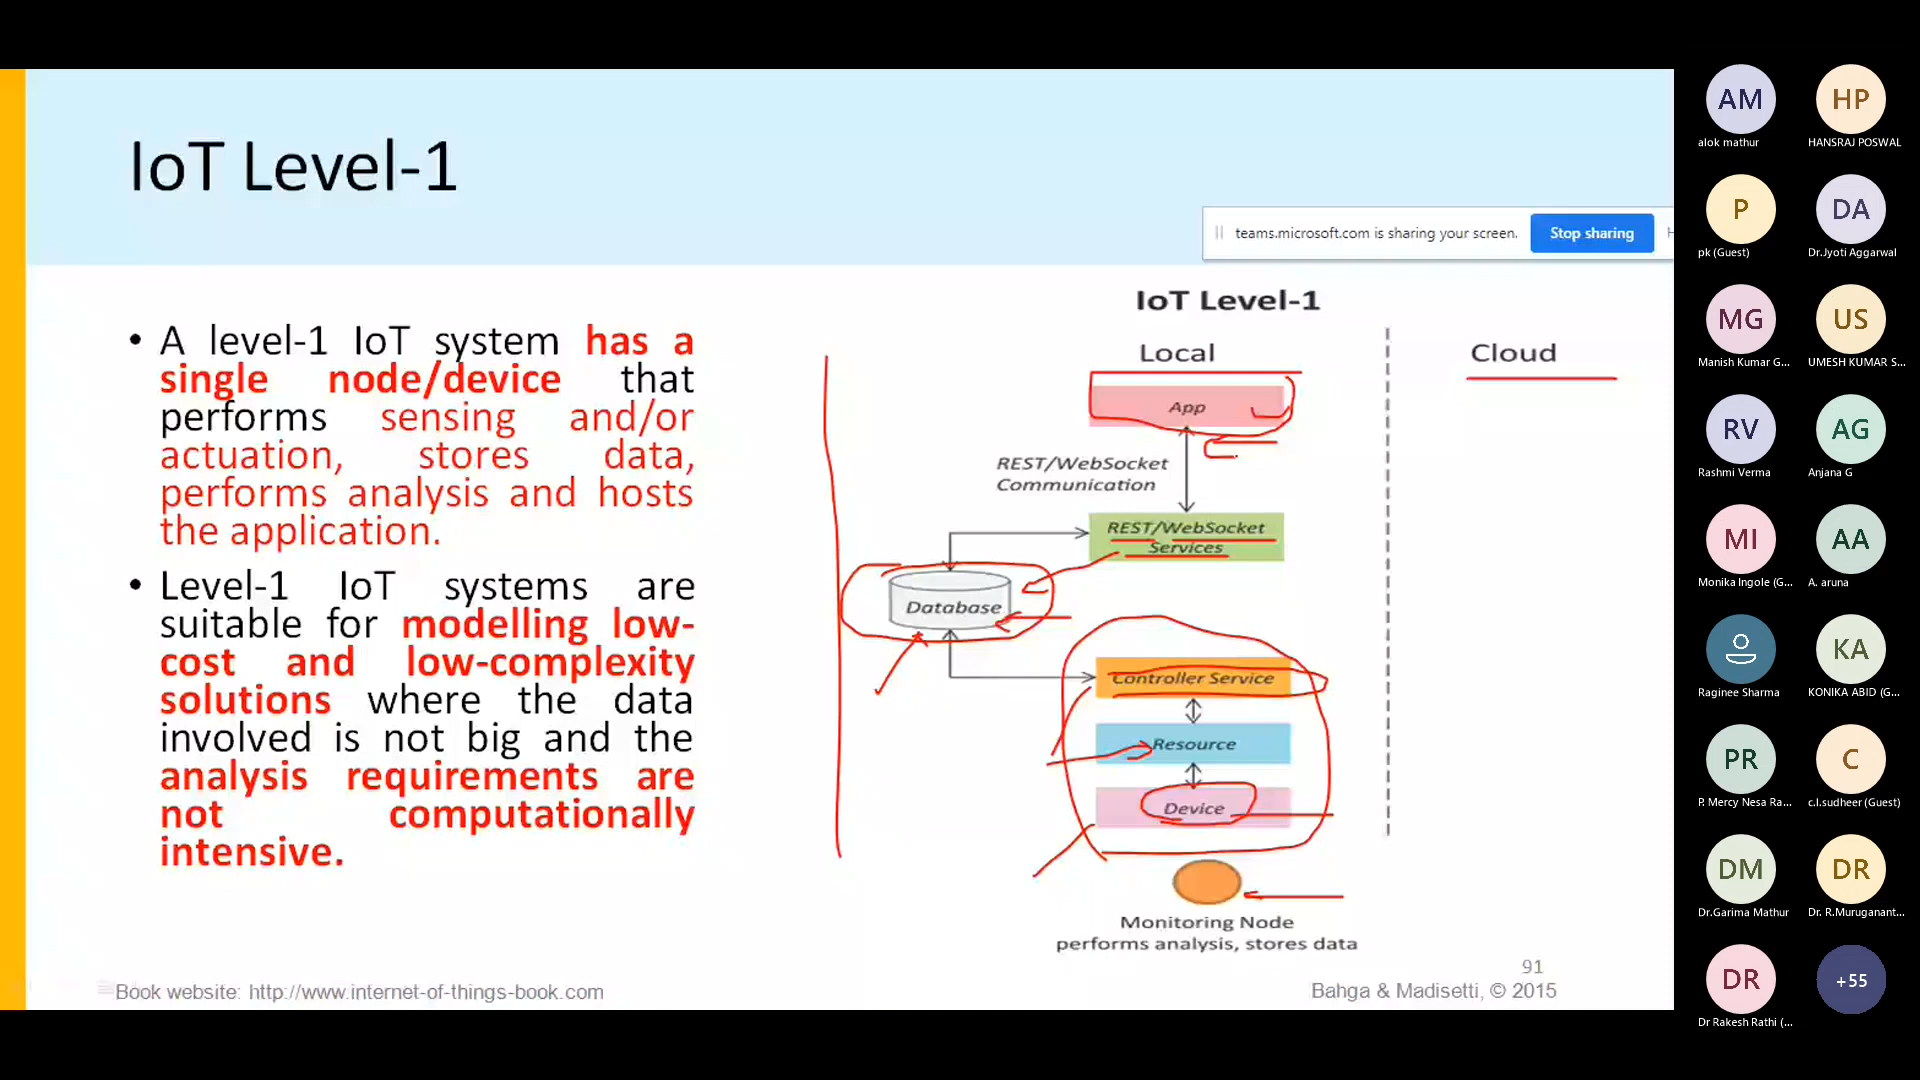 IoT Level-1
teams.microsoft.com is sharing your screen.
Stop sharing
H
• A level-1 IoT system has a
single node/device that
performs sensing and/or
actuation, stores data,
performs analysis and hosts
the application.
• Level-1 IoT systems are
suitable for modelling low-
cost and low-complexity
solutions where the data
involved is not big and the
analysis requirements are
not computationally
intensive.
IoT Level-1
Local
Cloud
App
REST/WebSocket
Communication
REST/WebSocket
Services
Database
Controller Service
Resource
Device
Monitoring Node
performs analysis, stores data
91
Book website: http://www.internet-of-things-book.com
Bahga & Madisetti, © 2015
AM
alok mathur
HP
HANSRAJ POSWAL
P
pk (Guest)
DA
Dr.Jyoti Aggarwal
MG
Manish Kumar G...
US
UMESH KUMAR S...
RV
Rashmi Verma
AG
Anjana G
MI
Monika Ingole (G...
AA
A. aruna
Raginee Sharma
KA
KONIKA ABID (G...
PR
P. Mercy Nesa Ra...
C
c.l.sudheer (Guest)
DM
Dr.Garima Mathur
DR
Dr. R.Muruganant...
DR
Dr Rakesh Rathi (...
+55